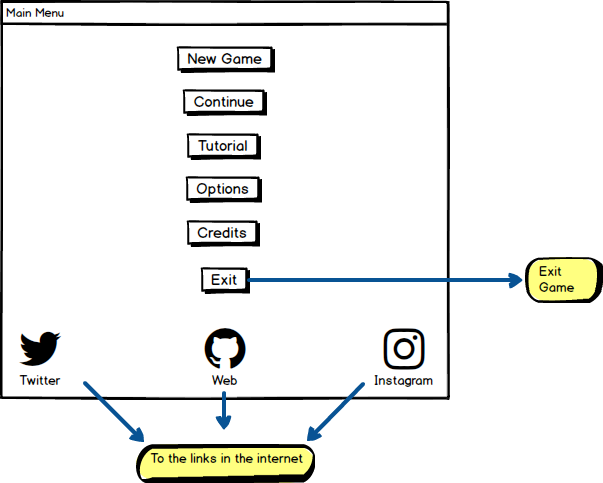 Main Menu
New Game
Continue
Tutorial
Options
Credits
Exit
Exit
Game
Twitter
Web
Instagram
To the links in the internet